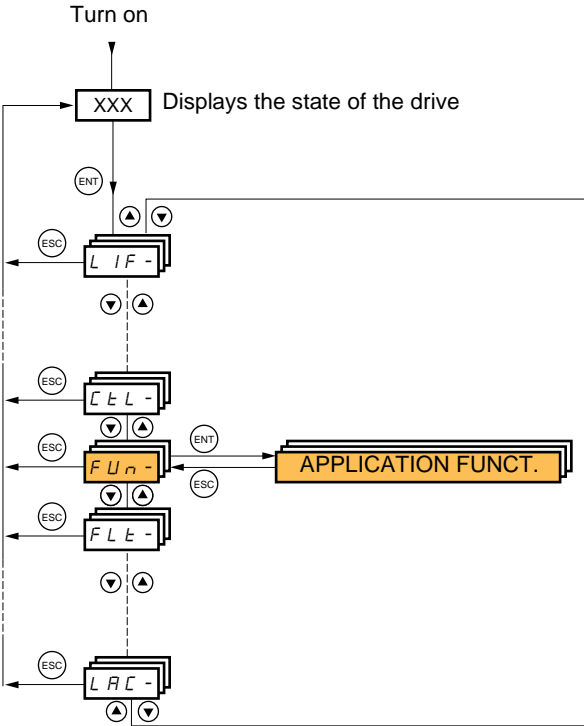 Turn on
XXX
Displays the state of the drive
ENT
ESC
L IF -
ESC
CtL -
ESC
FUn -
ENT
ESC
APPLICATION FUNCT.
ESC
FLt -
ESC
LAC -